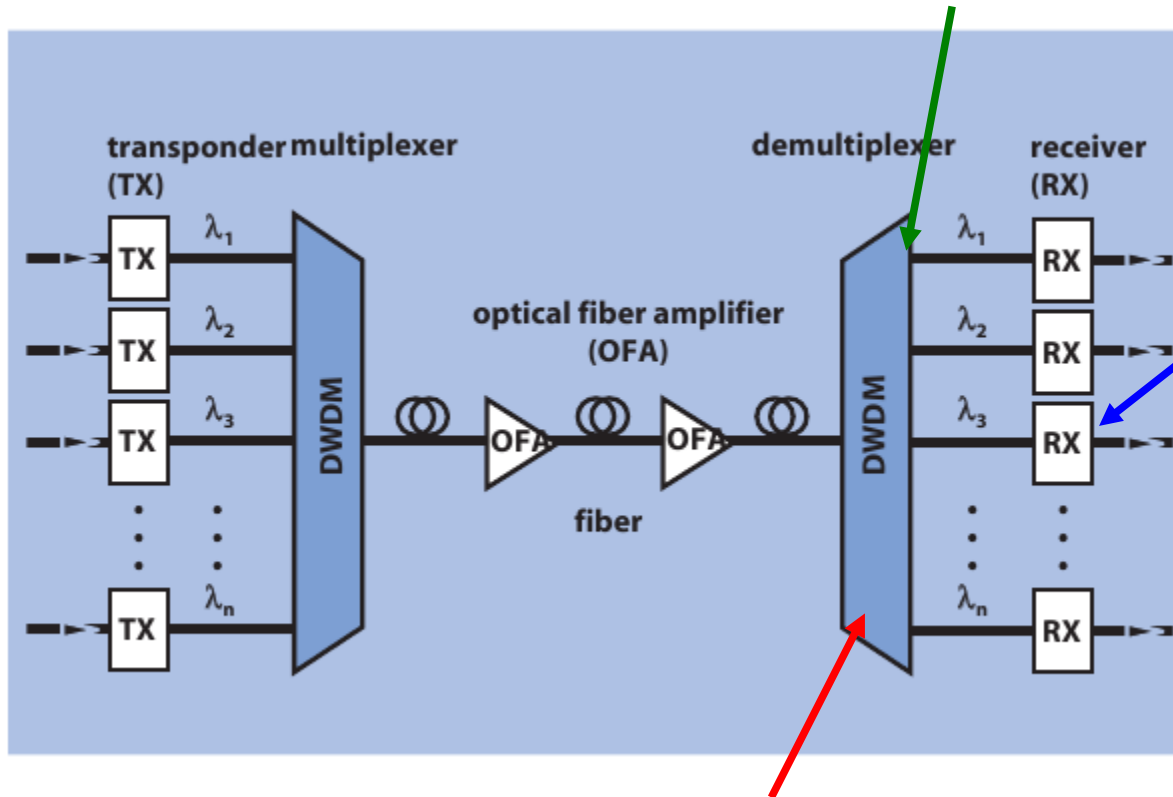 transponder multiplexer
(TX)
demultiplexer
receiver
(RX)
TX
λ1
λ1
RX
TX
λ2
λ2
RX
optical fiber amplifier
(OFA)
TX
λ3
DWDM
OFA
OFA
DWDM
λ3
RX
fiber
TX
λn
λn
RX